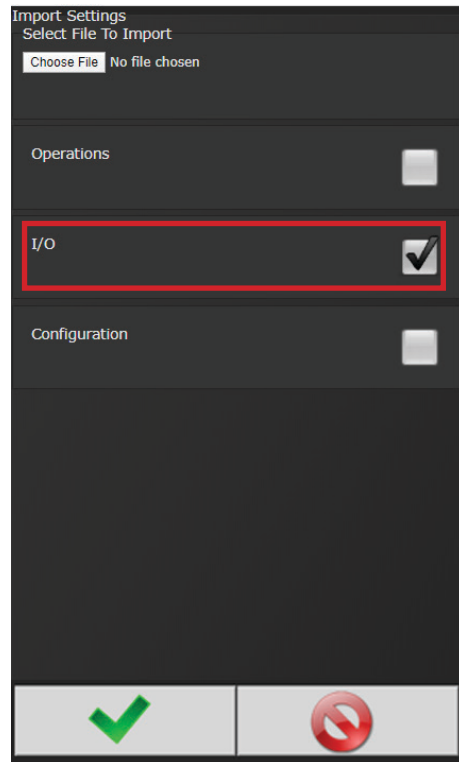 Import Settings
Select File To Import
Choose File No file chosen
Operations
I/O
Configuration